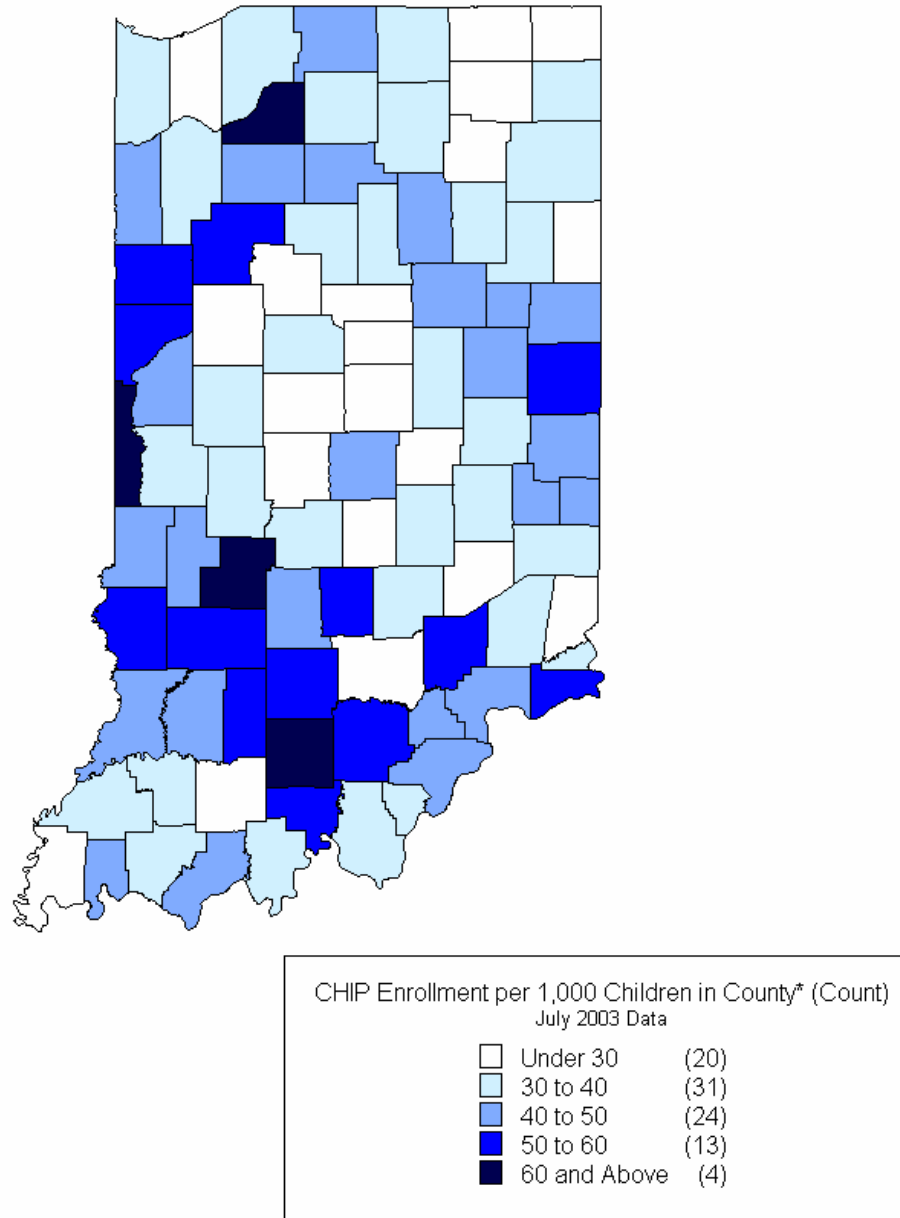 CHIP Enrollment per 1,000 Children in County* (Count)
July 2003 Data
Under 30 (20)
30 to 40 (31)
40 to 50 (24)
50 to 60 (13)
60 and Above (4)